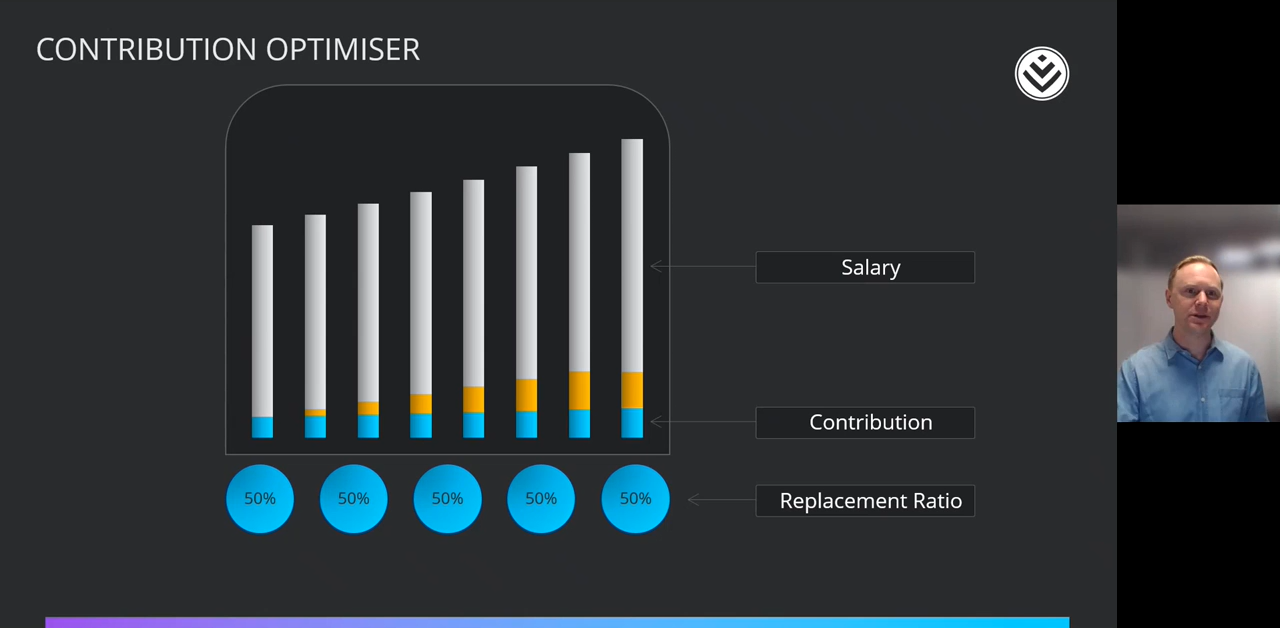 CONTRIBUTION OPTIMISER
Salary
Contribution
50% 50% 50% 50% 50%
Replacement Ratio